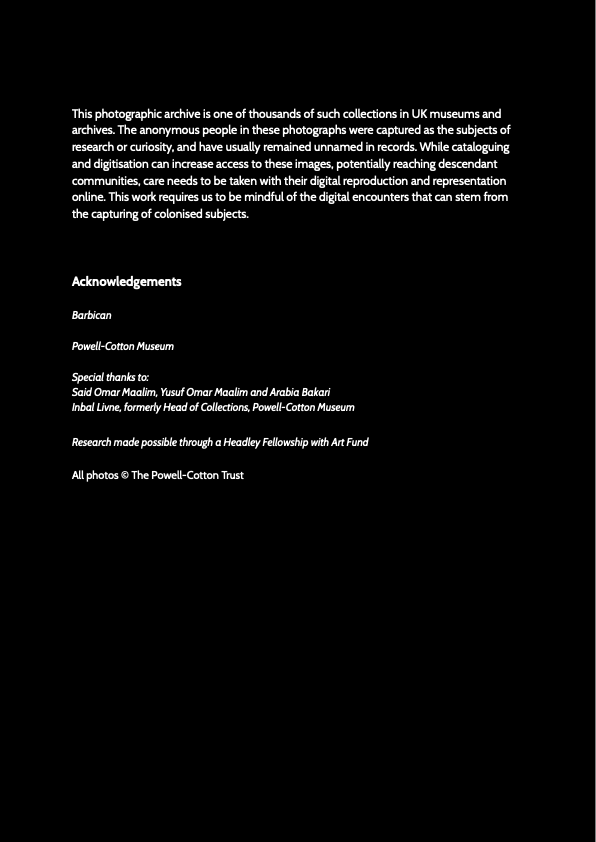 This photographic archive is one of thousands of such collections in UK museums and
archives. The anonymous people in these photographs were captured as the subjects of
research or curiosity, and have usually remained unnamed in records. While cataloguing
and digitisation can increase access to these images, potentially reaching descendant
communities, care needs to be taken with their digital reproduction and representation
online. This work requires us to be mindful of the digital encounters that can stem from
the capturing of colonised subjects.
Acknowledgements
Barbican
Powell-Cotton Museum
Special thanks to:
Said Omar Maalim, Yusuf Omar Maalim and Arabia Bakari
Inbal Livne, formerly Head of Collections, Powell-Cotton Museum
Research made possible through a Headley Fellowship with Art Fund
All photos © The Powell-Cotton Trust